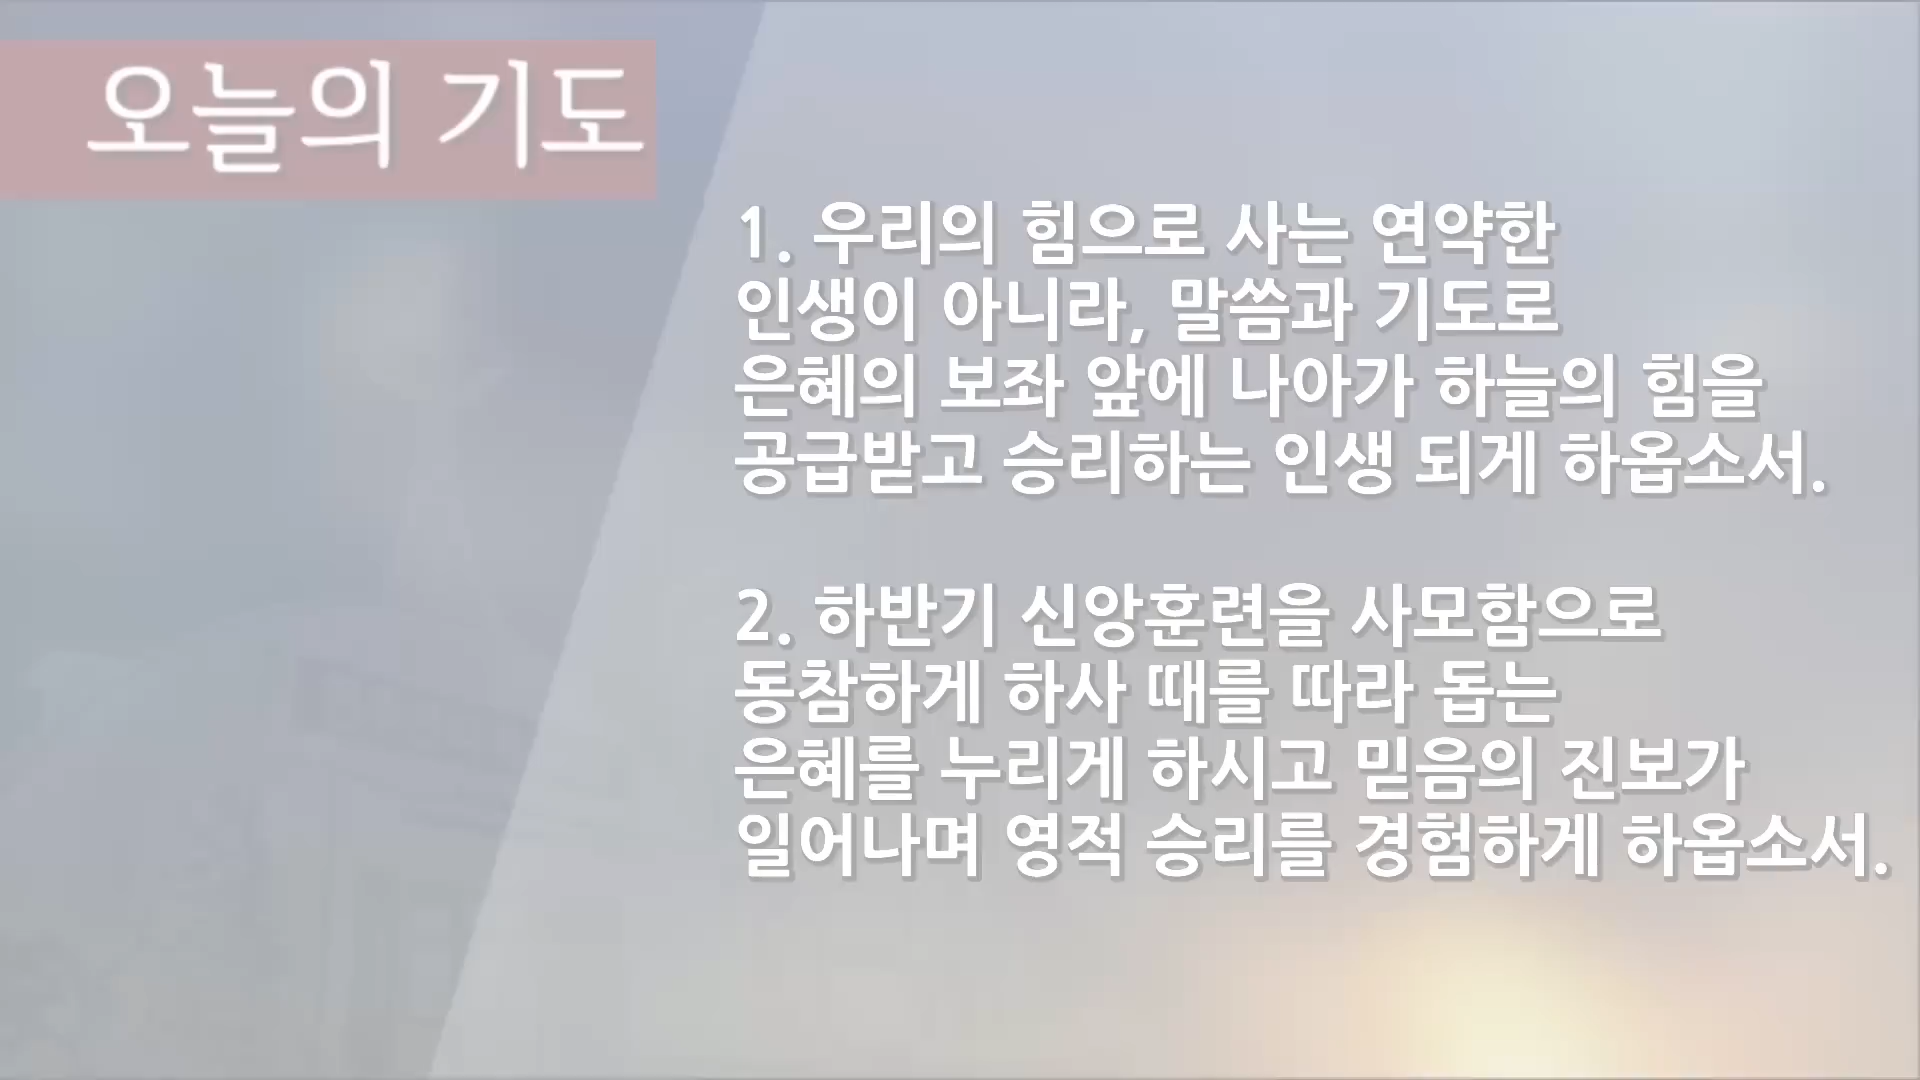 오늘의 기도
1. 우리의 힘으로 사는 연약한
인생이 아니라, 말씀과 기도로
은혜의 보좌 앞에 나아가 하늘의 힘을
공급받고 승리하는 인생 되게 하옵소서.
2. 하반기 신앙훈련을 사모함으로
동참하게 하사 때를 따라 돕는
은혜를 누리게 하시고 믿음의 진보가
일어나며 영적 승리를 경험하게 하옵소서.